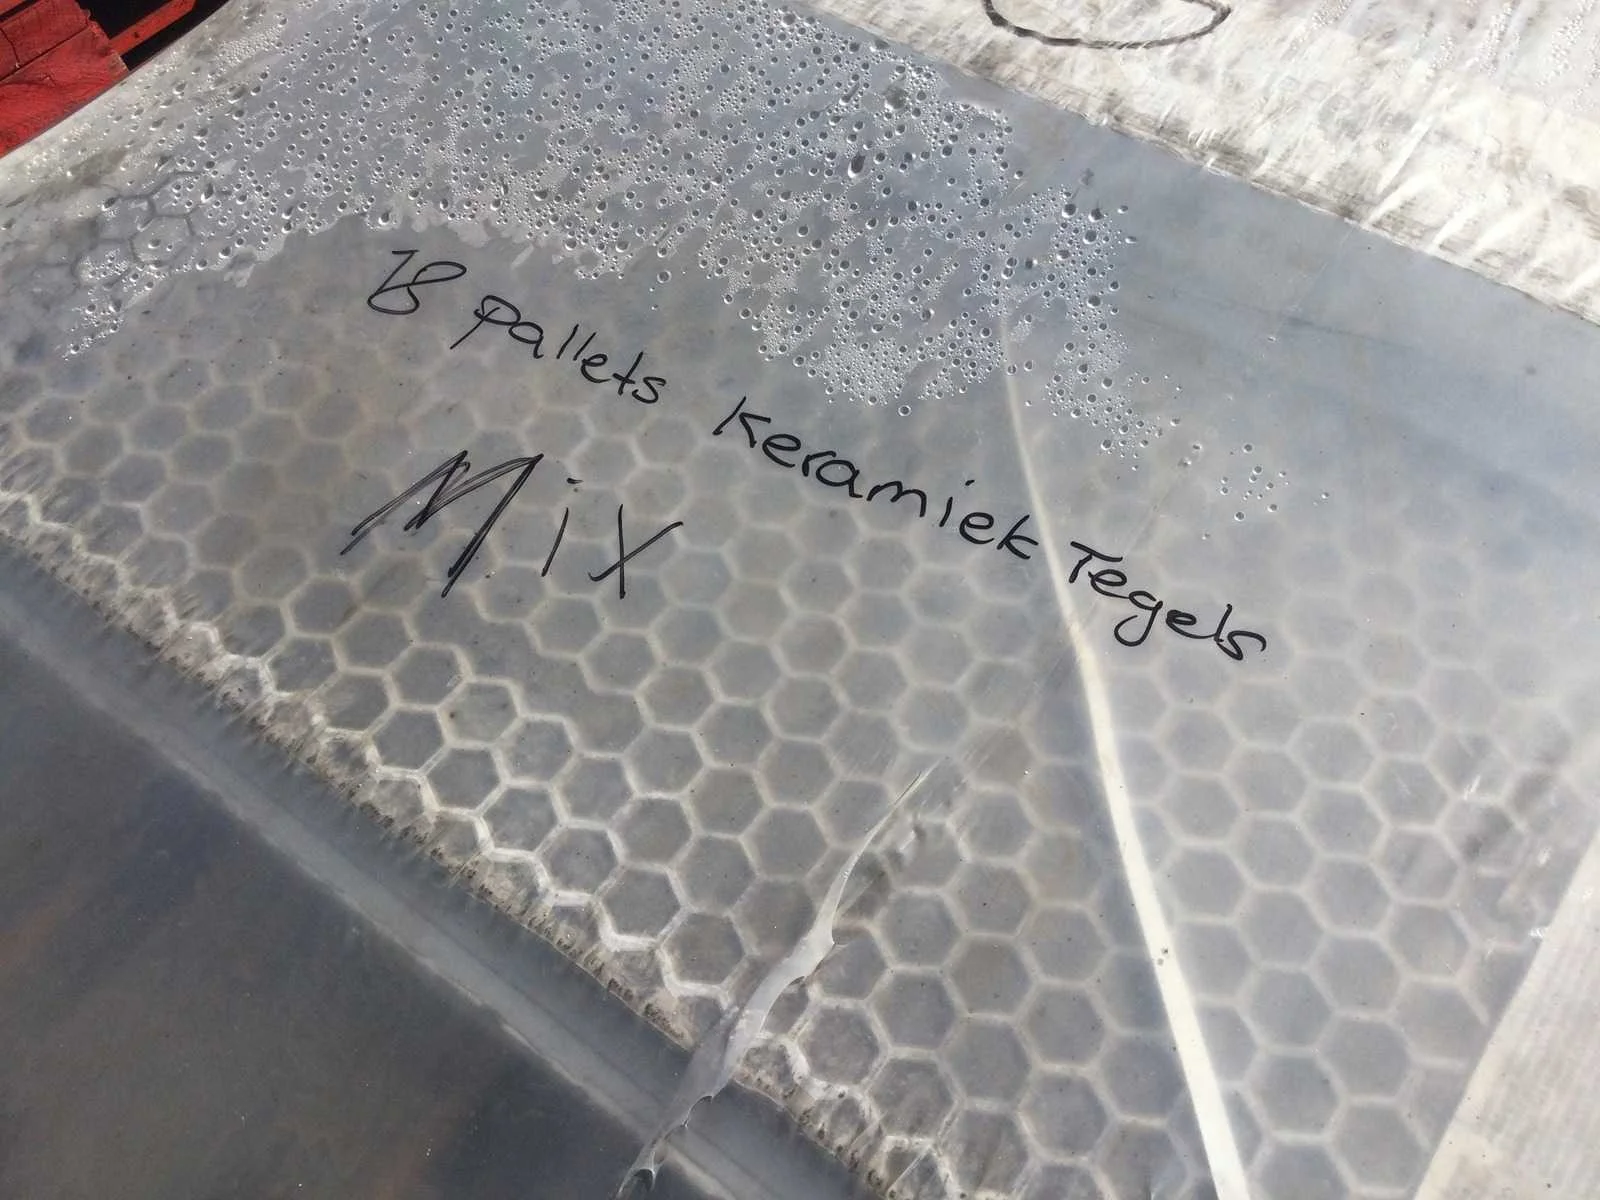 18 pallets Keramiek Tegels
Mix